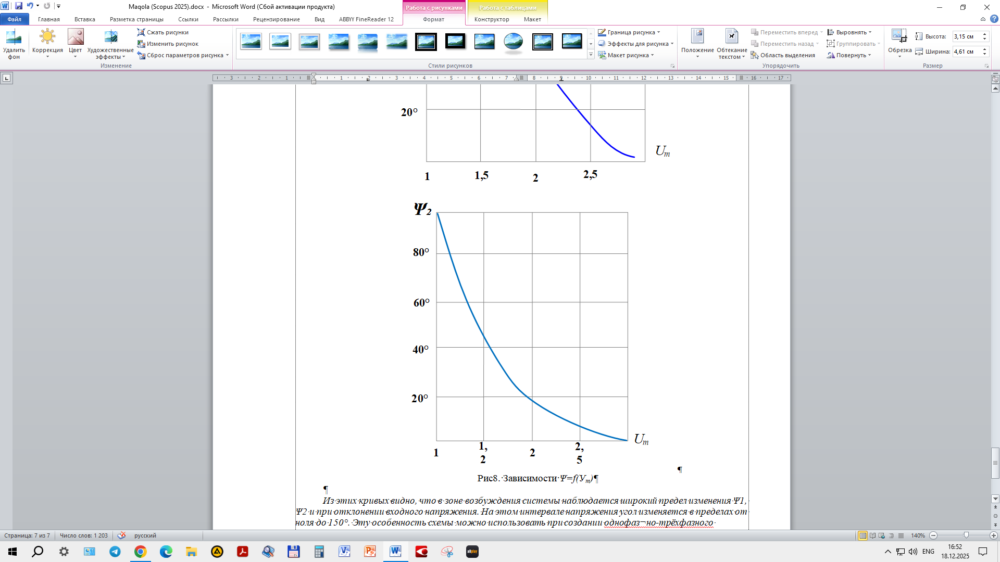 Maqola (Scopus 2025).docx - Microsoft Word (Сбой активации продукта)
Работа с рисунками
Работа с таблицами
Файл
Главная
Вставка
Разметка страницы
Ссылки
Рассылки
Рецензирование
Вид
ABBYY FineReader 12
Формат
Конструктор
Макет
Удалить фон
Коррекция
Цвет
Художественные эффекты
Сжать рисунки
Изменить рисунок
Сброс параметров рисунка
Изменение
Стили рисунков
Граница рисунка
Эффекты для рисунка
Макет рисунка
Положение
Обтекание текстом
Переместить вперед
Переместить назад
Область выделения
Выровнять
Группировать
Повернуть
Упорядочить
Обрезка
Высота: 3,15 см
Ширина: 4,61 см
Размер
3 2 1 1 2 3 4 5 6 7 8 9 10 11 12 13 14 15 16 17
20°
Um
1 1,5 2 2,5
Ψ2
80°
60°
40°
20°
Um
1 1,2 2 2,5
¶
Рис8.·Зависимости·Ψ=f(Уm)¶
¶
Из·этих·кривых·видно,·что·в·зоне·возбуждения·системы·наблюдается·широкий·предел·изменения·Ψ1,·
Ψ2·и·при·отклонении·входного·напряжения.·На·этом·интервале·напряжения·угол·изменяется·в·пределах·от·
ноля·до·150°.·Эту·особенность·схемы·можно·использовать·при·создании·однофаз¬но-трёхфазного·
Страница: 7 из 7
Число слов: 1 203
русский
140%
ENG
16:52
18.12.2025